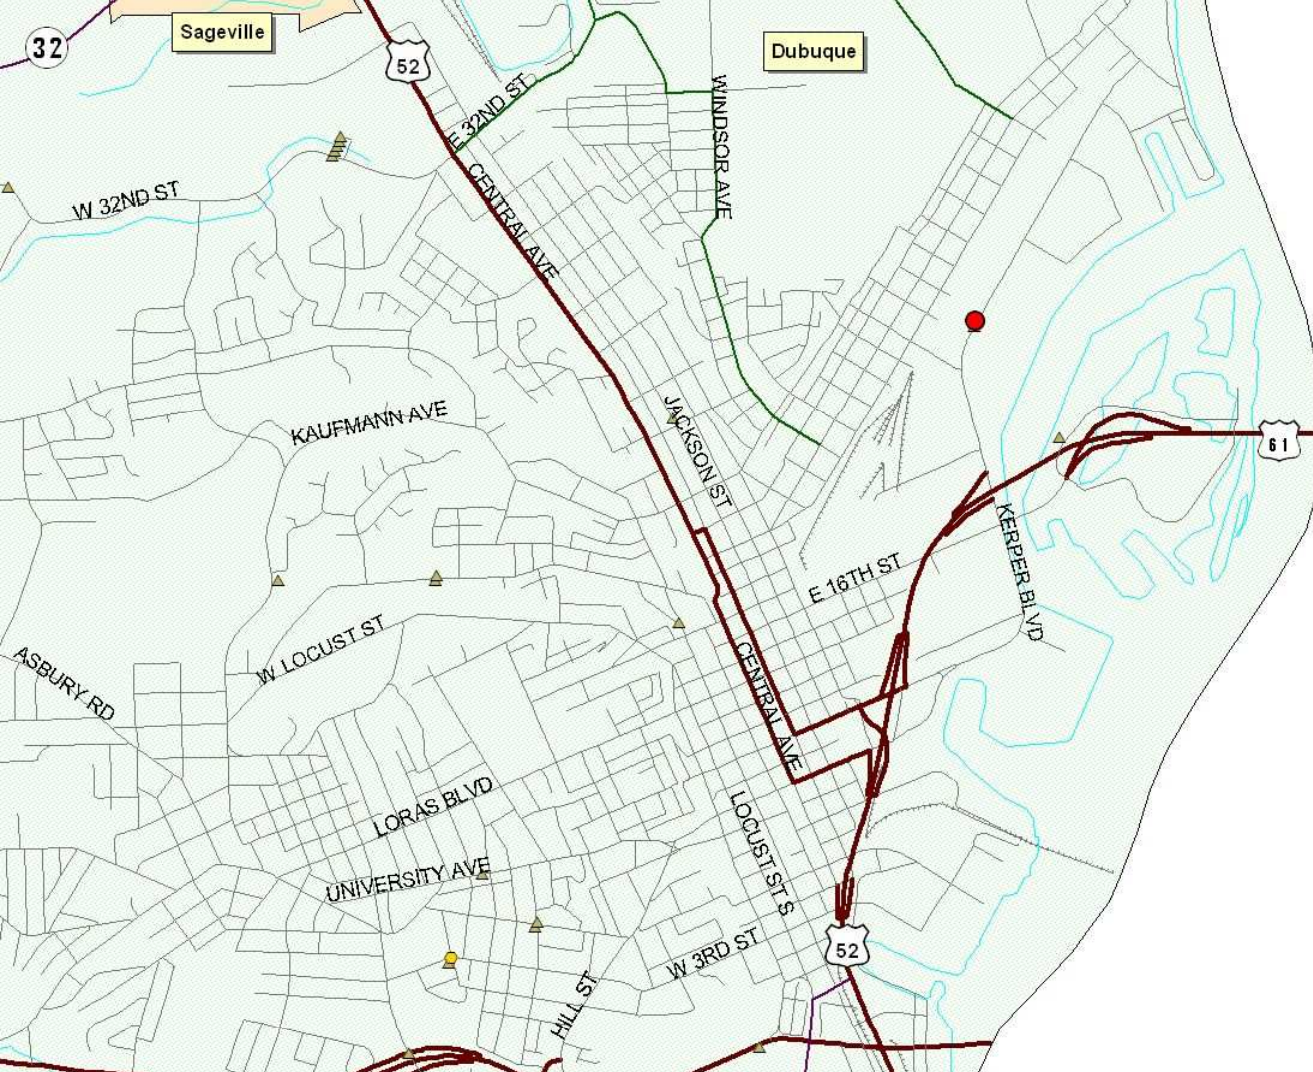 Sageville
32
52
Dubuque
E 32ND ST
WINDSOR AVE
W 32ND ST
CENTRAL AVE
KAUFMANN AVE
JACKSON ST
61
KERPER BLVD
E 16TH ST
W LOCUST ST
ASBURY RD
CENTRAL AVE
LORAS BLVD
LOCUST ST S
UNIVERSITY AVE
W 3RD ST
52
HILL ST